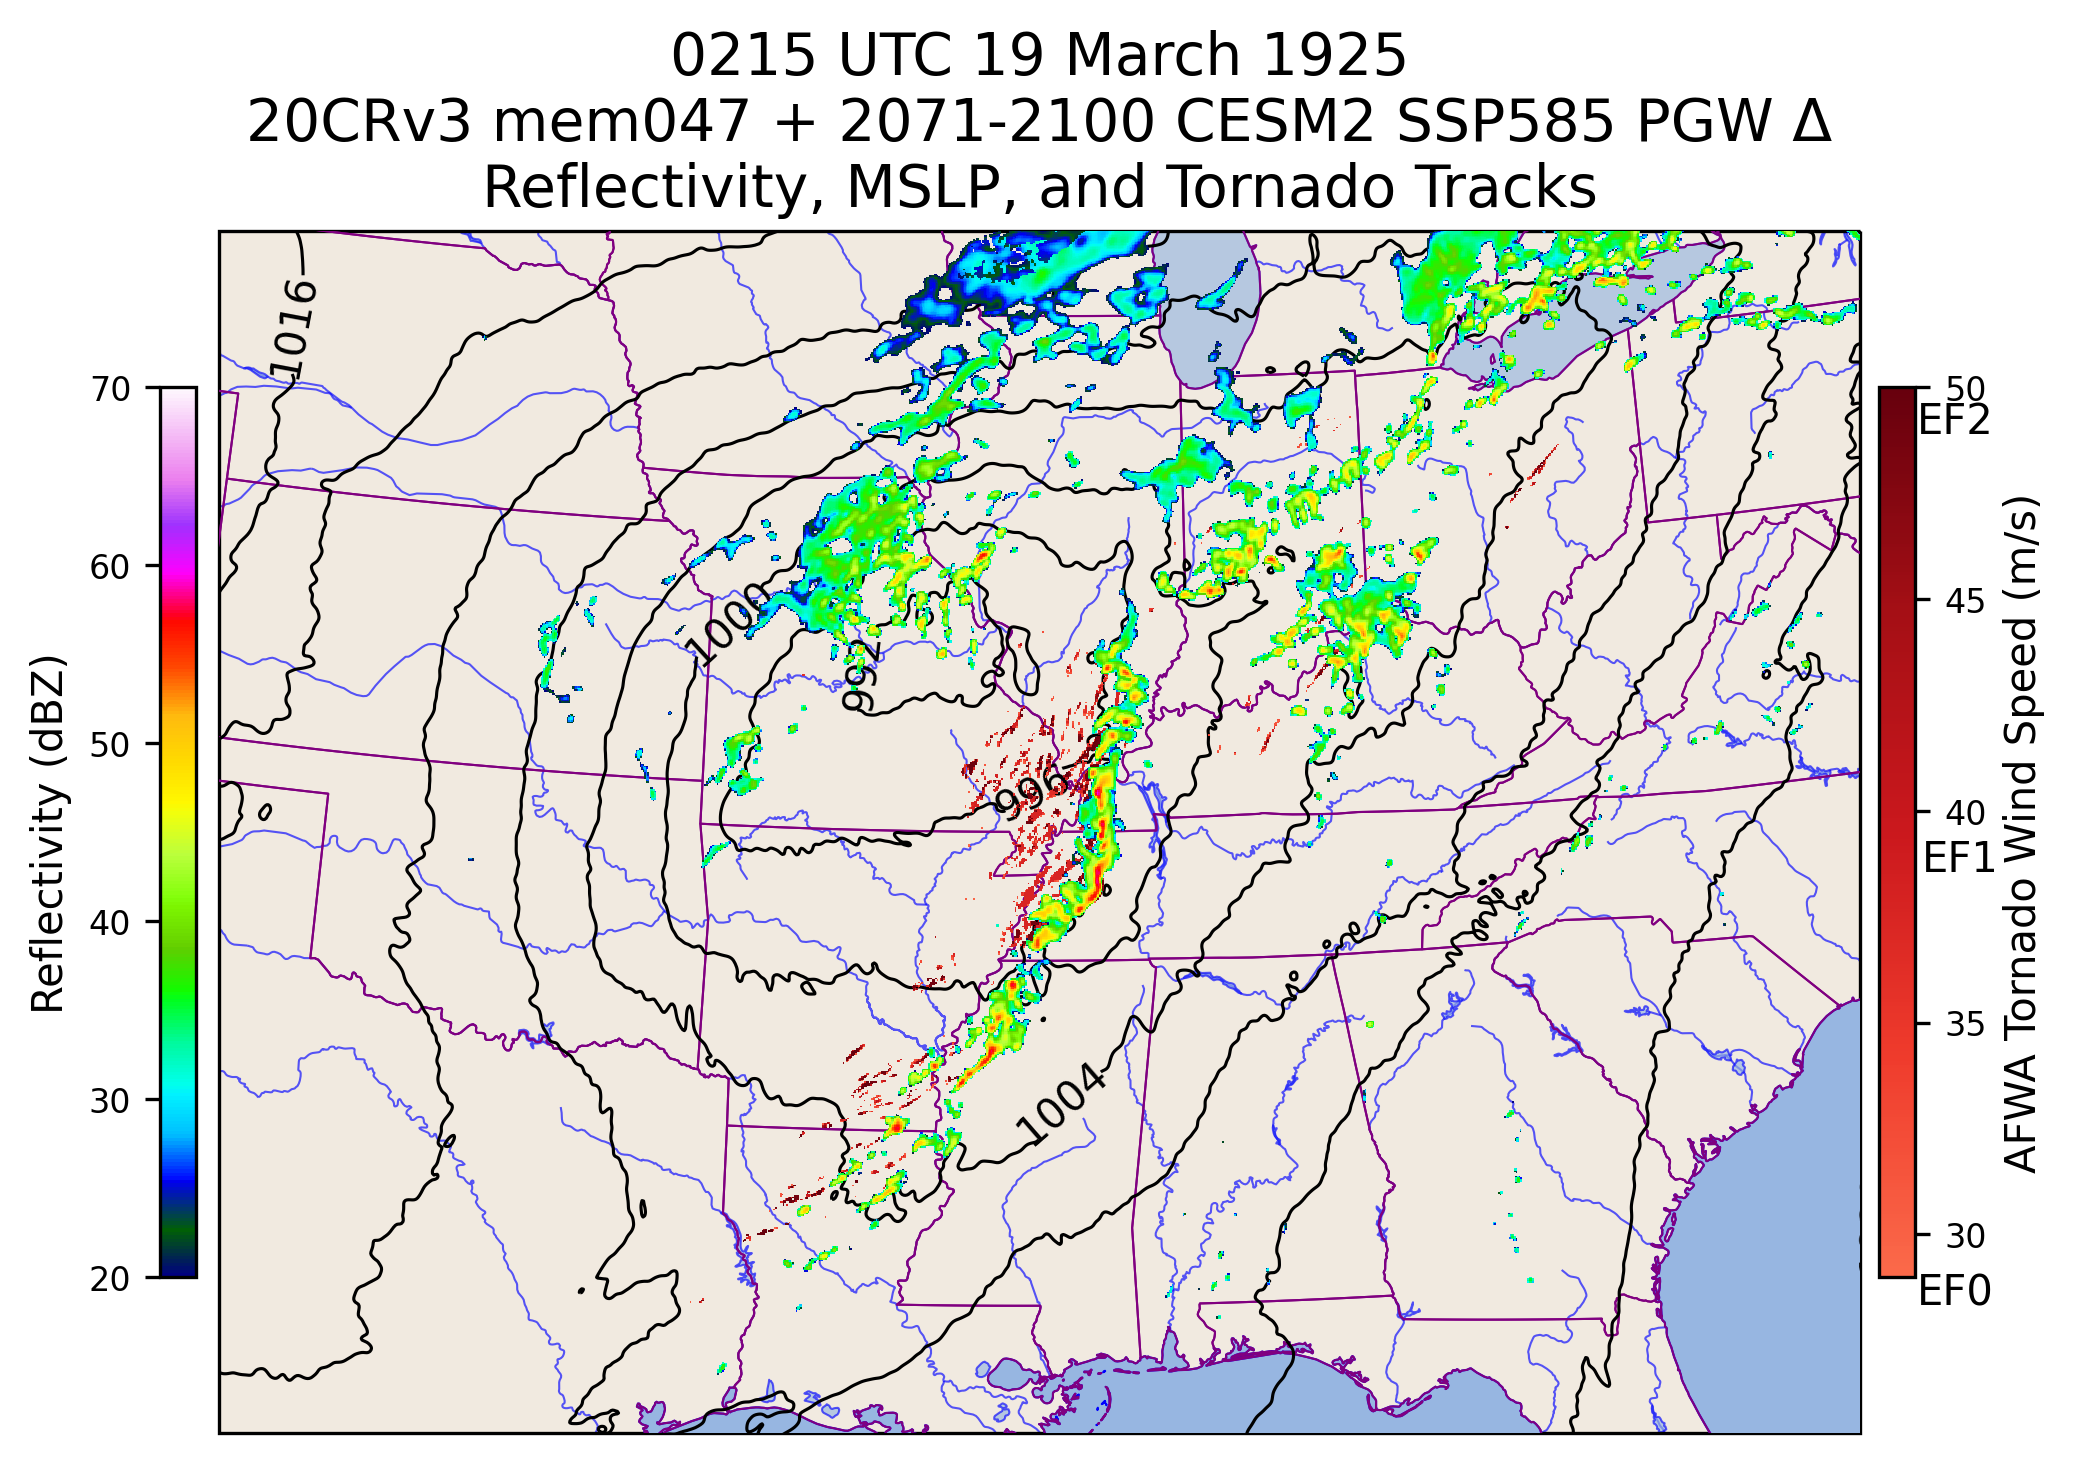 0215 UTC 19 March 1925
20CRv3 mem047 + 2071-2100 CESM2 SSP585 PGW Δ
Reflectivity, MSLP, and Tornado Tracks
1016
1000
992
996
1004
Reflectivity (dBZ)
70
60
50
40
30
20
50
EF2
45
40
EF1
35
30
EF0
AFWA Tornado Wind Speed (m/s)